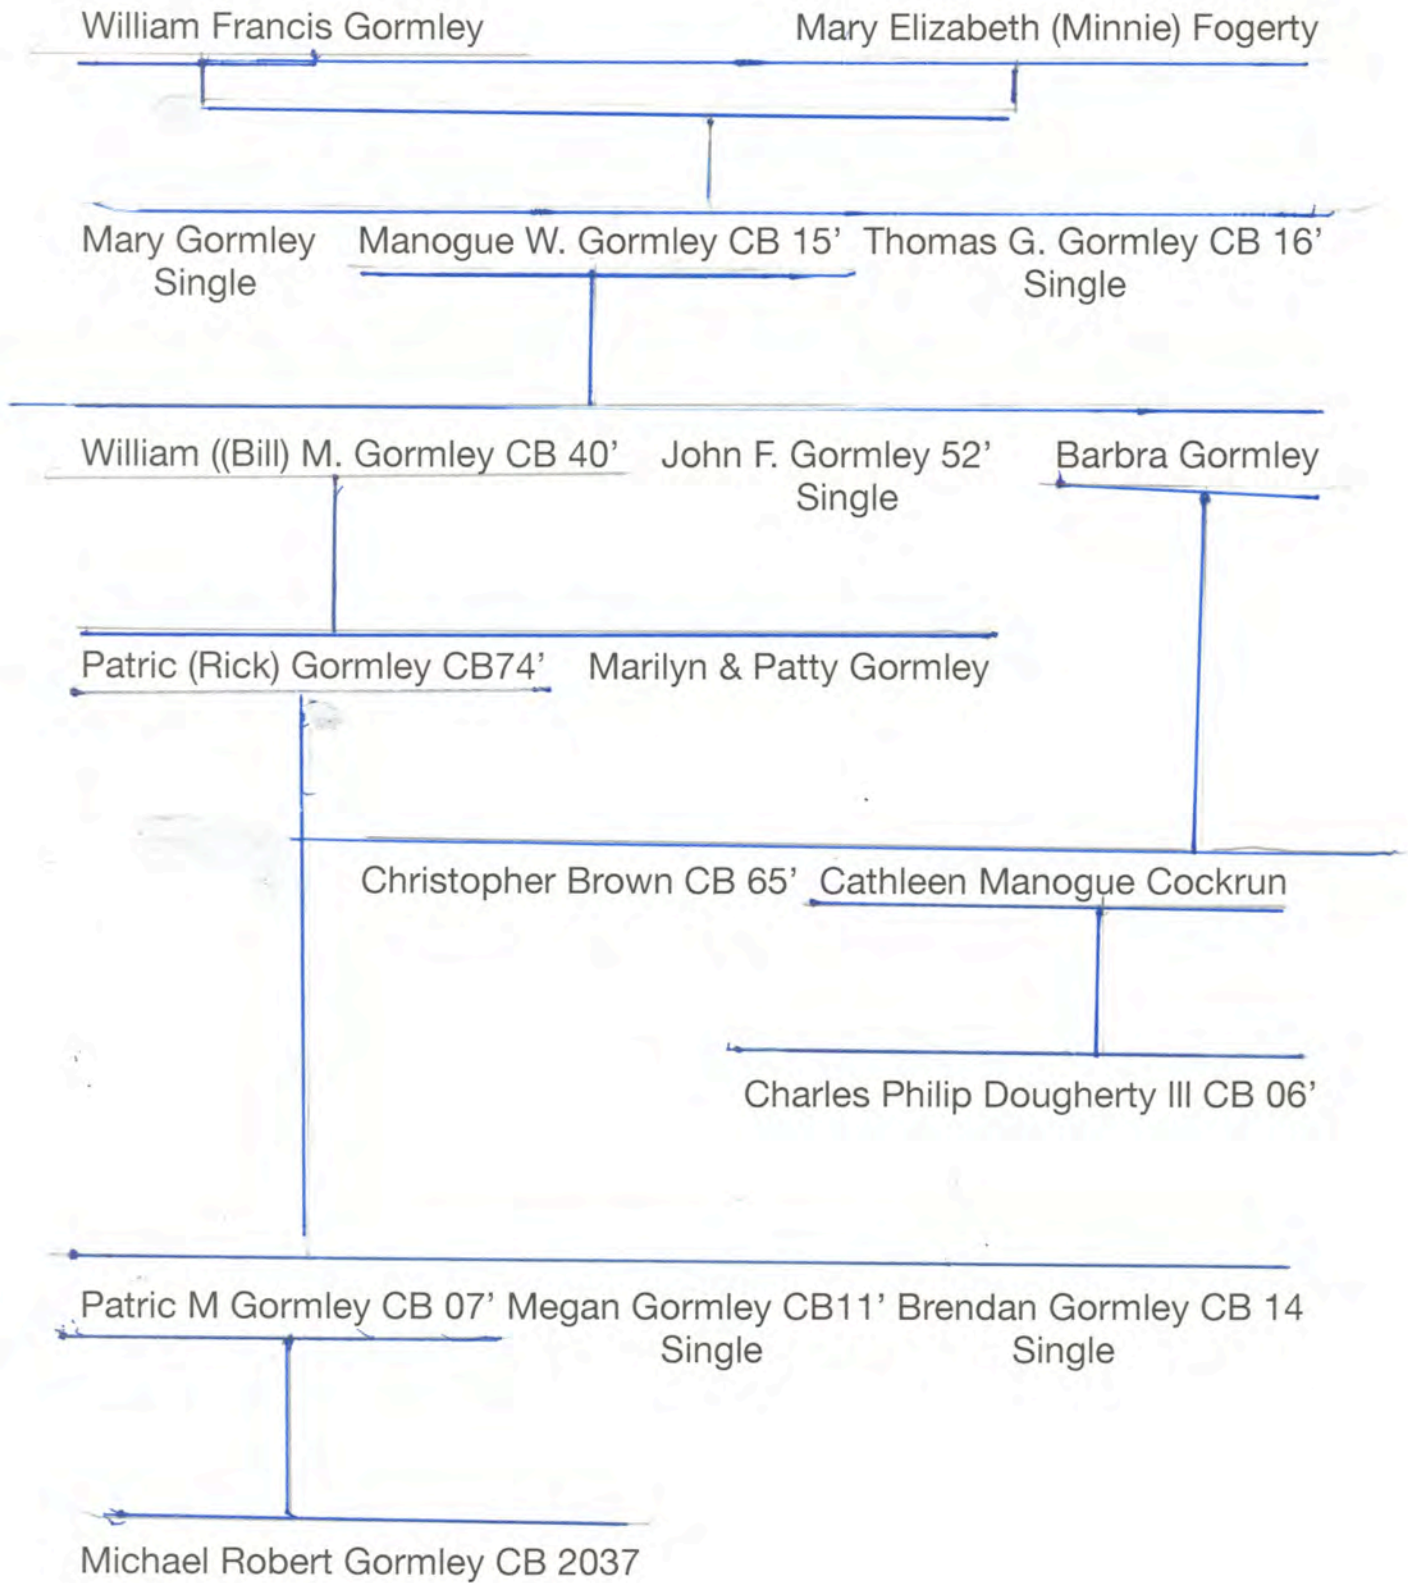 William Francis Gormley
Mary Elizabeth (Minnie) Fogerty
Mary Gormley
Single
Manogue W. Gormley CB 15’
Thomas G. Gormley CB 16’
Single
William ((Bill) M. Gormley CB 40’
John F. Gormley 52’
Single
Barbra Gormley
Patric (Rick) Gormley CB74’
Marilyn & Patty Gormley
Christopher Brown CB 65’
Cathleen Manogue Cockrun
Charles Philip Dougherty III CB 06’
Patric M Gormley CB 07’
Megan Gormley CB11’
Single
Brendan Gormley CB 14
Single
Michael Robert Gormley CB 2037